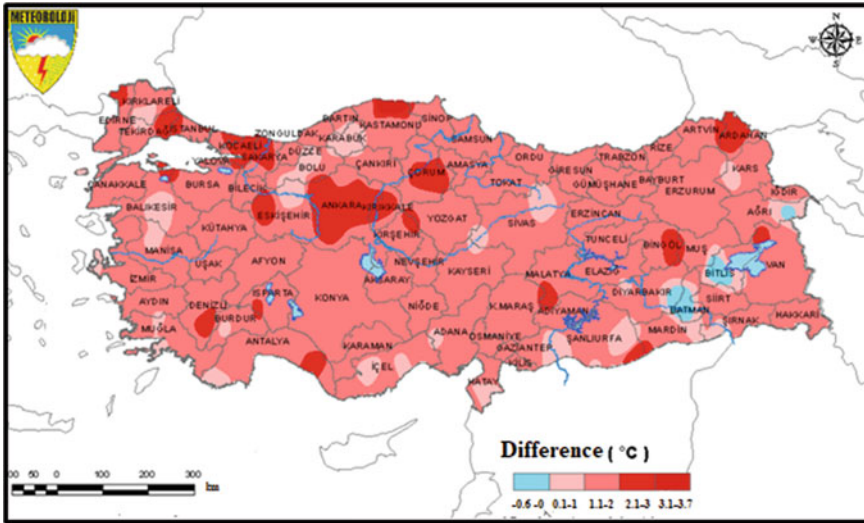 METEOROLOJİ
N
W E
S
KIRKLARELİ
EDİRNE
TEKİRDAĞ İSTANBUL
KOCAELİ
YALOVA SAKARYA
ZONGULDAK
BARTIN
KASTAMONU
SİNOP
KARABÜK
DÜZCE
BOLU
ÇANKIRI
SAMSUN
AMASYA
ÇORUM
ORDU
TOKAT
GİRESUN
TRABZON
RİZE
ARTVİN
ARDAHAN
GÜMÜŞHANE
BAYBURT
ERZURUM
KARS
IĞDIR
AĞRI
ÇANAKKALE
BURSA
BİLECİK
BALIKESİR
ESKİŞEHİR
ANKARA
KIRIKKALE
KÜTAHYA
YOZGAT
SİVAS
ERZİNCAN
KIRŞEHİR
TUNCELİ
BİNGÖL
MUŞ
MANİSA
UŞAK
AFYON
NEVŞEHİR
KAYSERİ
AKSARAY
MALATYA
ELAZIĞ
BİTLİS
VAN
İZMİR
AYDIN
DENİZLİ
ISPARTA
BURDUR
KONYA
NİĞDE
K.MARAŞ
ADIYAMAN
DİYARBAKIR
BATMAN
SİİRT
ŞIRNAK
HAKKARİ
MARDİN
MUĞLA
ANTALYA
KARAMAN
İÇEL
ADANA
OSMANİYE
GAZİANTEP
KİLİS
ŞANLIURFA
HATAY
Difference ( °C )
-0.6 -0 0.1-1 1.1-2 2.1-3 3.1-3.7
00 50 0 100 200 300
km